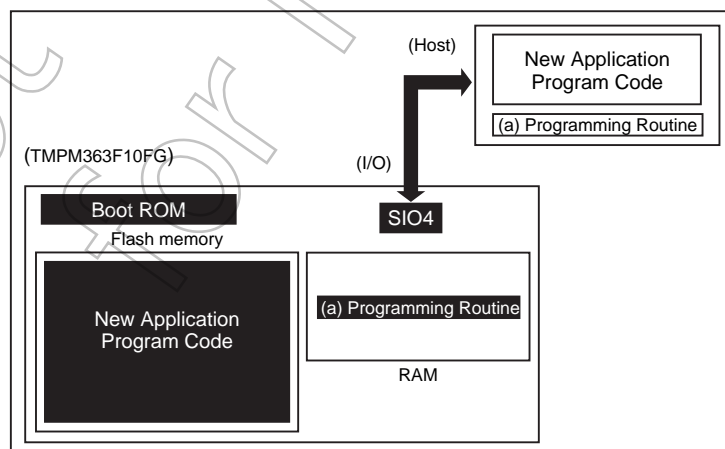 (Host)
New Application
Program Code
(a) Programming Routine
(TMPM363F10FG)
(I/O)
Boot ROM
SIO4
Flash memory
New Application
Program Code
(a) Programming Routine
RAM